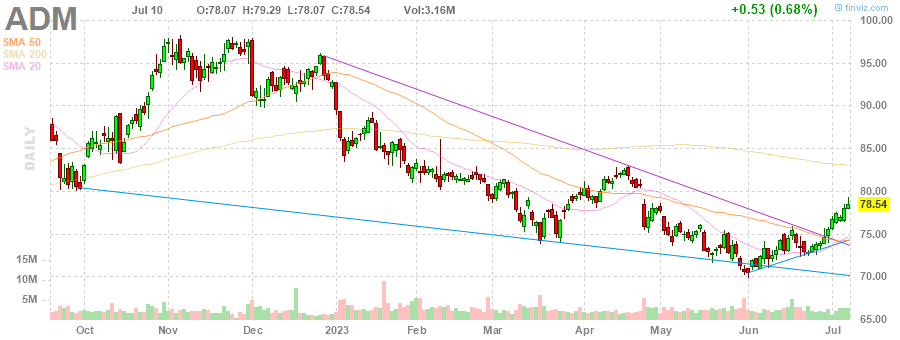 ADM
Jul 10 O:78.07 H:79.29 L:78.07 C:78.54 Vol:3.16M
+0.53 (0.68%)
© finviz.com
SMA 50
SMA 200
SMA 20
DAILY
100.00
95.00
90.00
85.00
80.00
78.54
75.00
70.00
65.00
15M
10M
5M
Oct Nov Dec 2023 Feb Mar Apr May Jun Jul